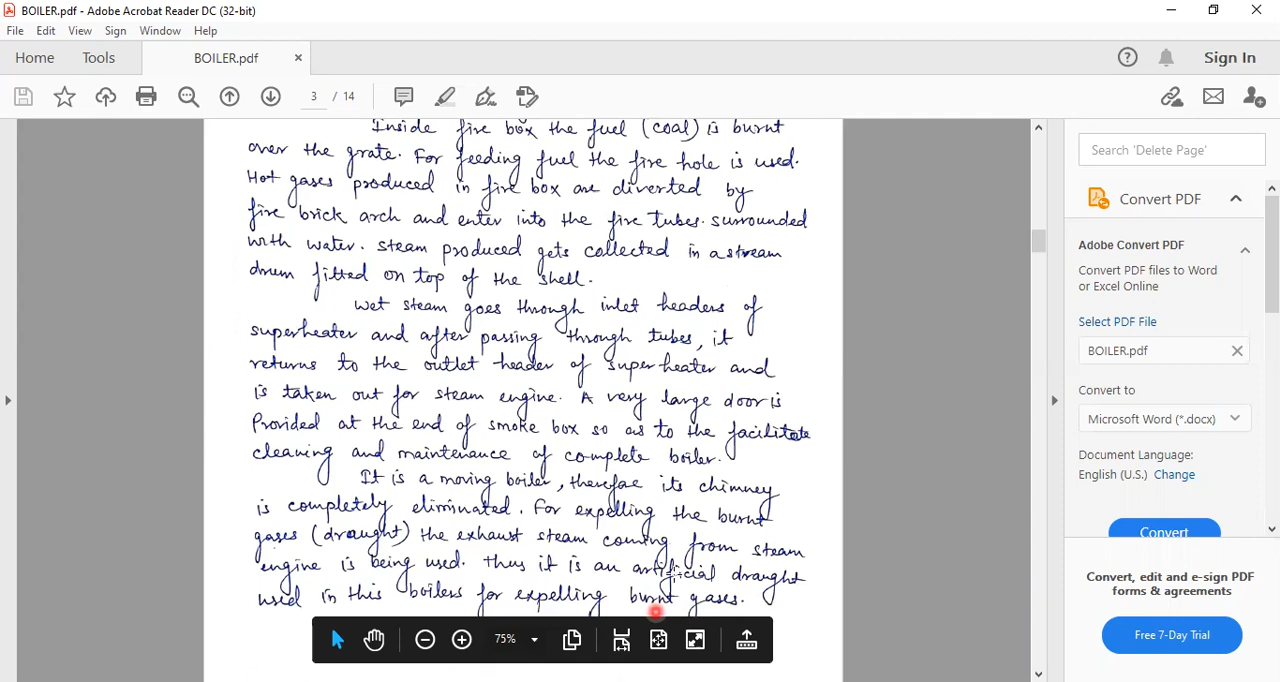 BOILER.pdf - Adobe Acrobat Reader DC (32-bit)
File Edit View Sign Window Help
Home Tools BOILER.pdf × Sign In
3 / 14
Inside fire box the fuel (coal) is burnt
over the grate. For feeding fuel the fire hole is used.
Hot gases produced in fire box are diverted by
fire brick arch and enter into the fire tubes. surrounded
with water. steam produced gets collected in a stream
drum fitted on top of the shell.
Wet steam goes through inlet headers of
superheater and after passing through tubes, it
returns to the outlet header of superheater and
is taken out for steam engine. A very large door is
Provided at the end of smoke box so as to the facilitate
cleaning and maintenance of complete boiler.
It is a moving boiler, therefae its chimney
is completely eliminated. For expelling the burnt
gases (draught) the exhaust steam coming from steam
engine is being used. Thus it is an artificial draught
used in this boilers for expelling burnt gases.
75%
Search 'Delete Page'
Convert PDF
Adobe Convert PDF
Convert PDF files to Word
or Excel Online
Select PDF File
BOILER.pdf
Convert to
Microsoft Word (*.docx)
Document Language:
English (U.S.) Change
Convert
Convert, edit and e-sign PDF
forms & agreements
Free 7-Day Trial